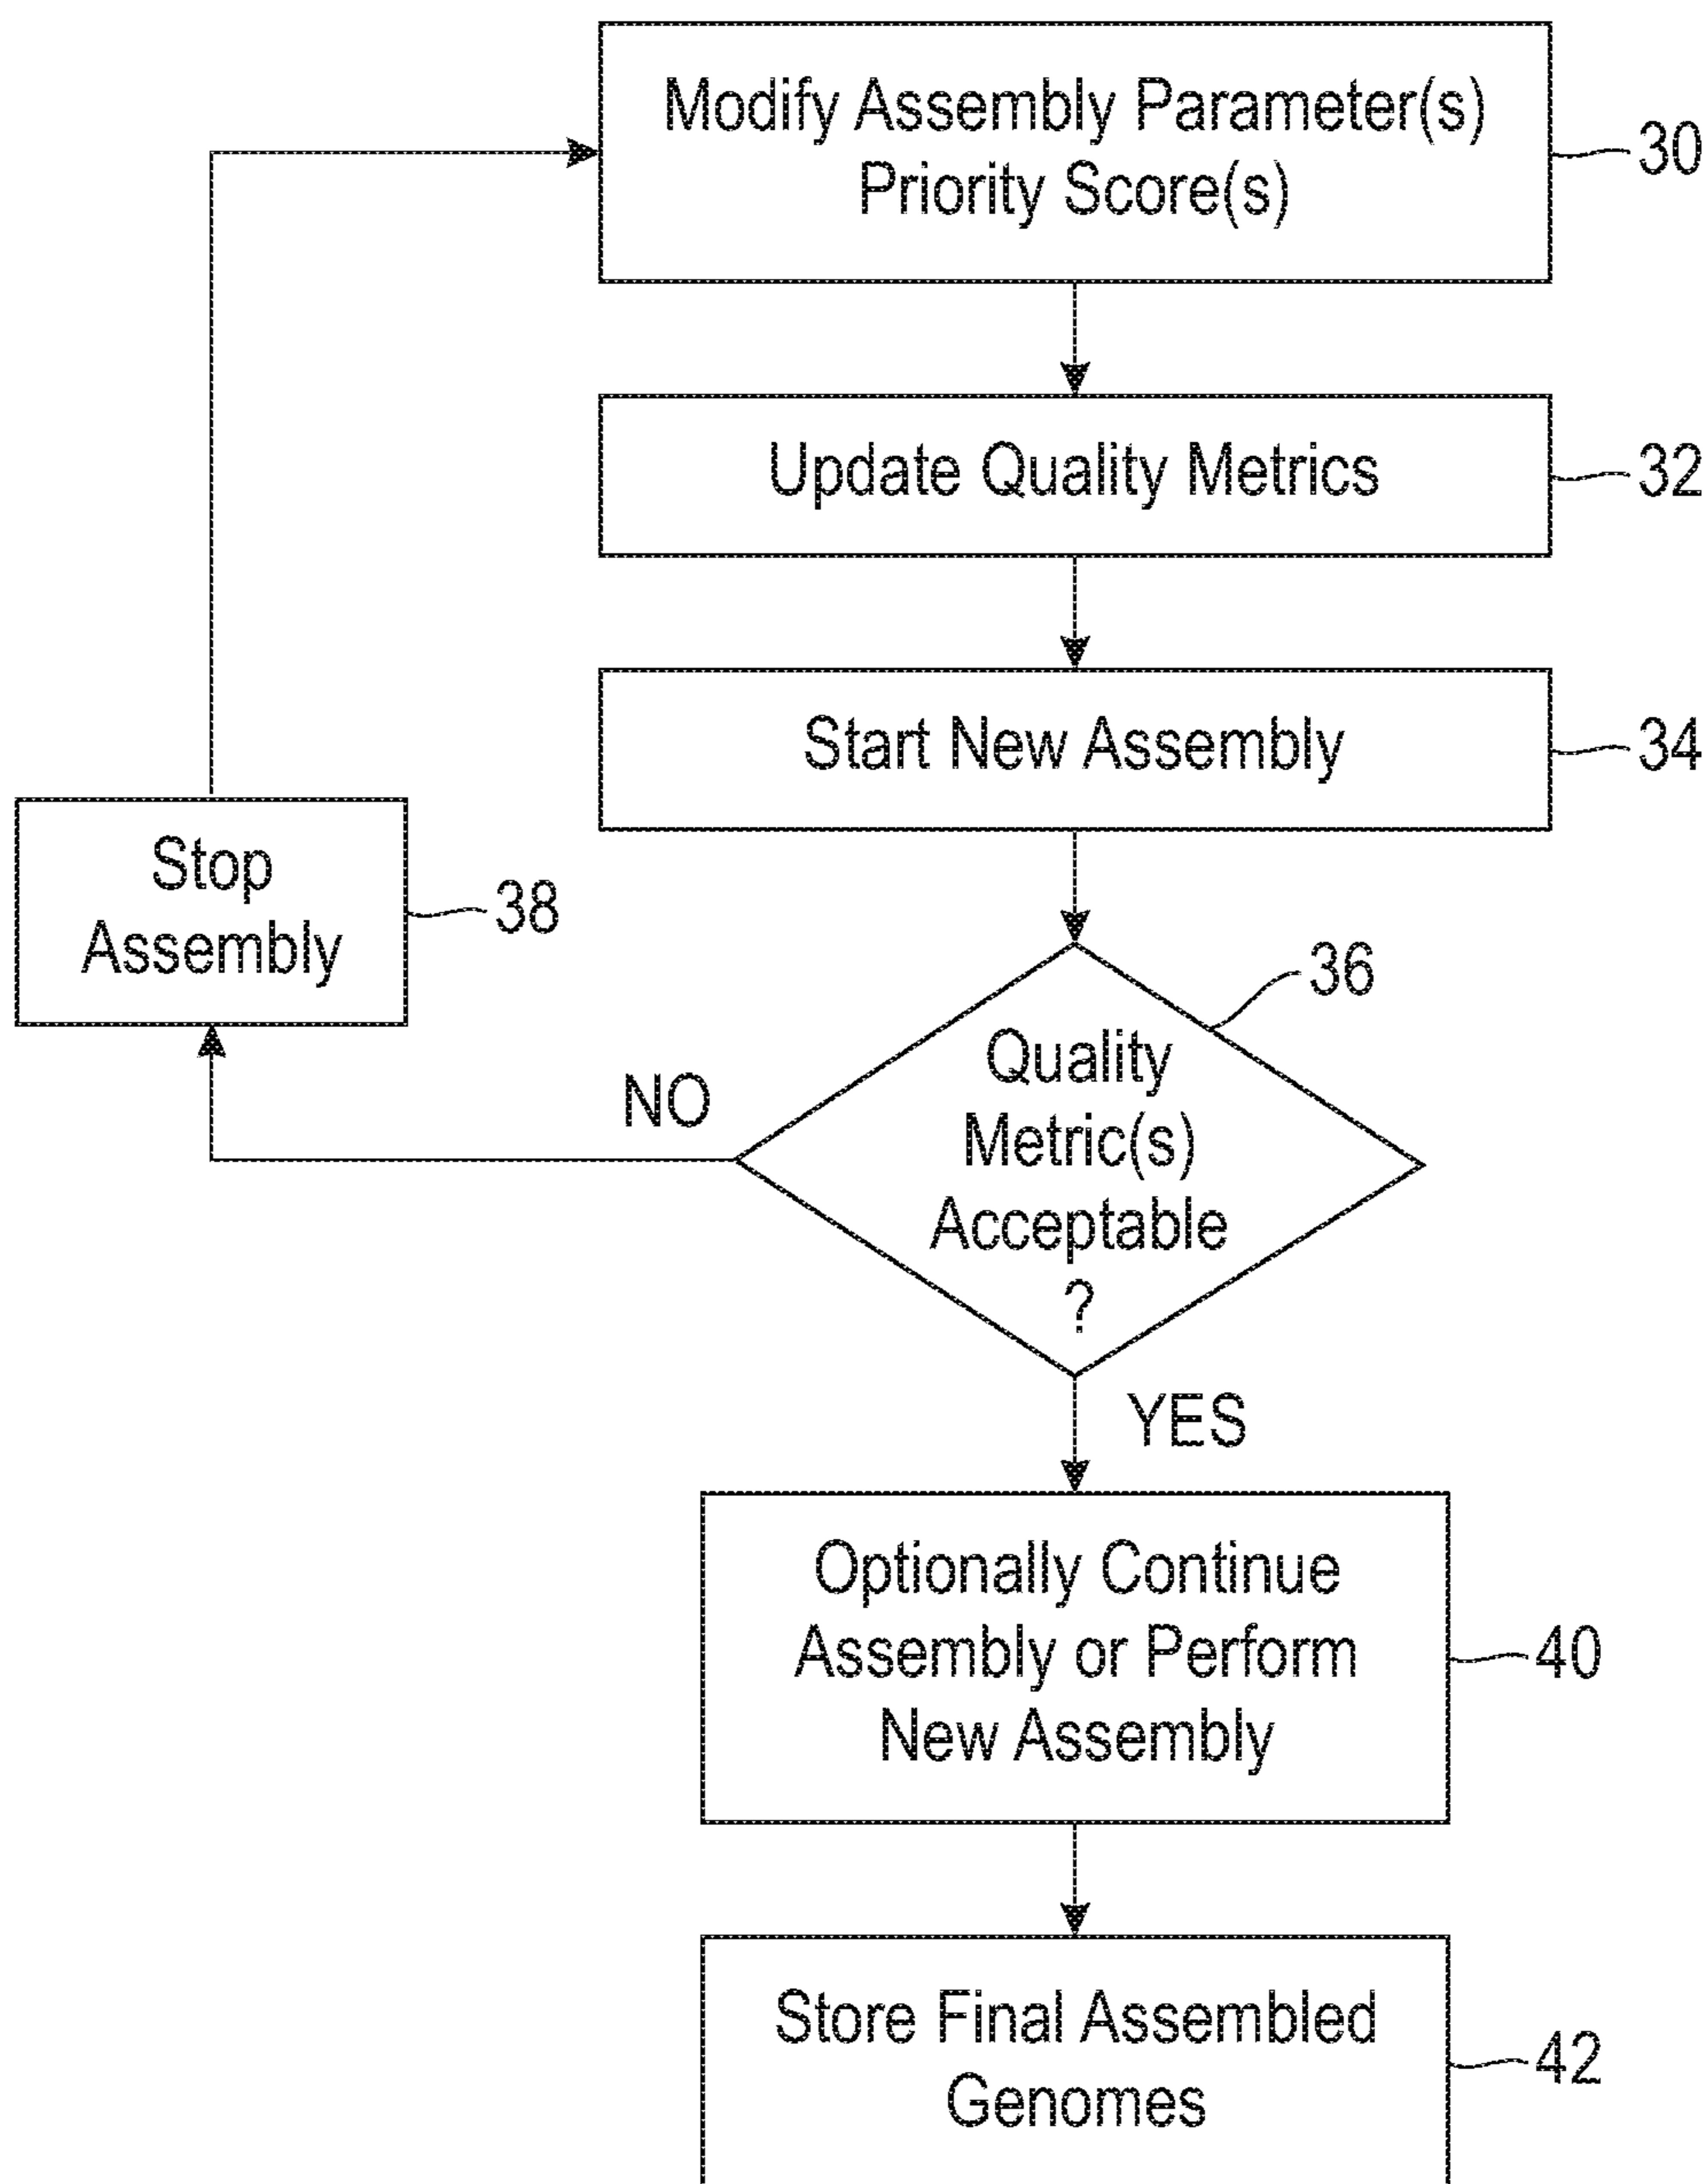 Modify Assembly Parameter(s)
Priority Score(s)
30
Update Quality Metrics
32
Start New Assembly
34
Stop
Assembly
38
36
Quality
Metric(s)
Acceptable
?
NO
YES
Optionally Continue
Assembly or Perform
New Assembly
40
Store Final Assembled
Genomes
42